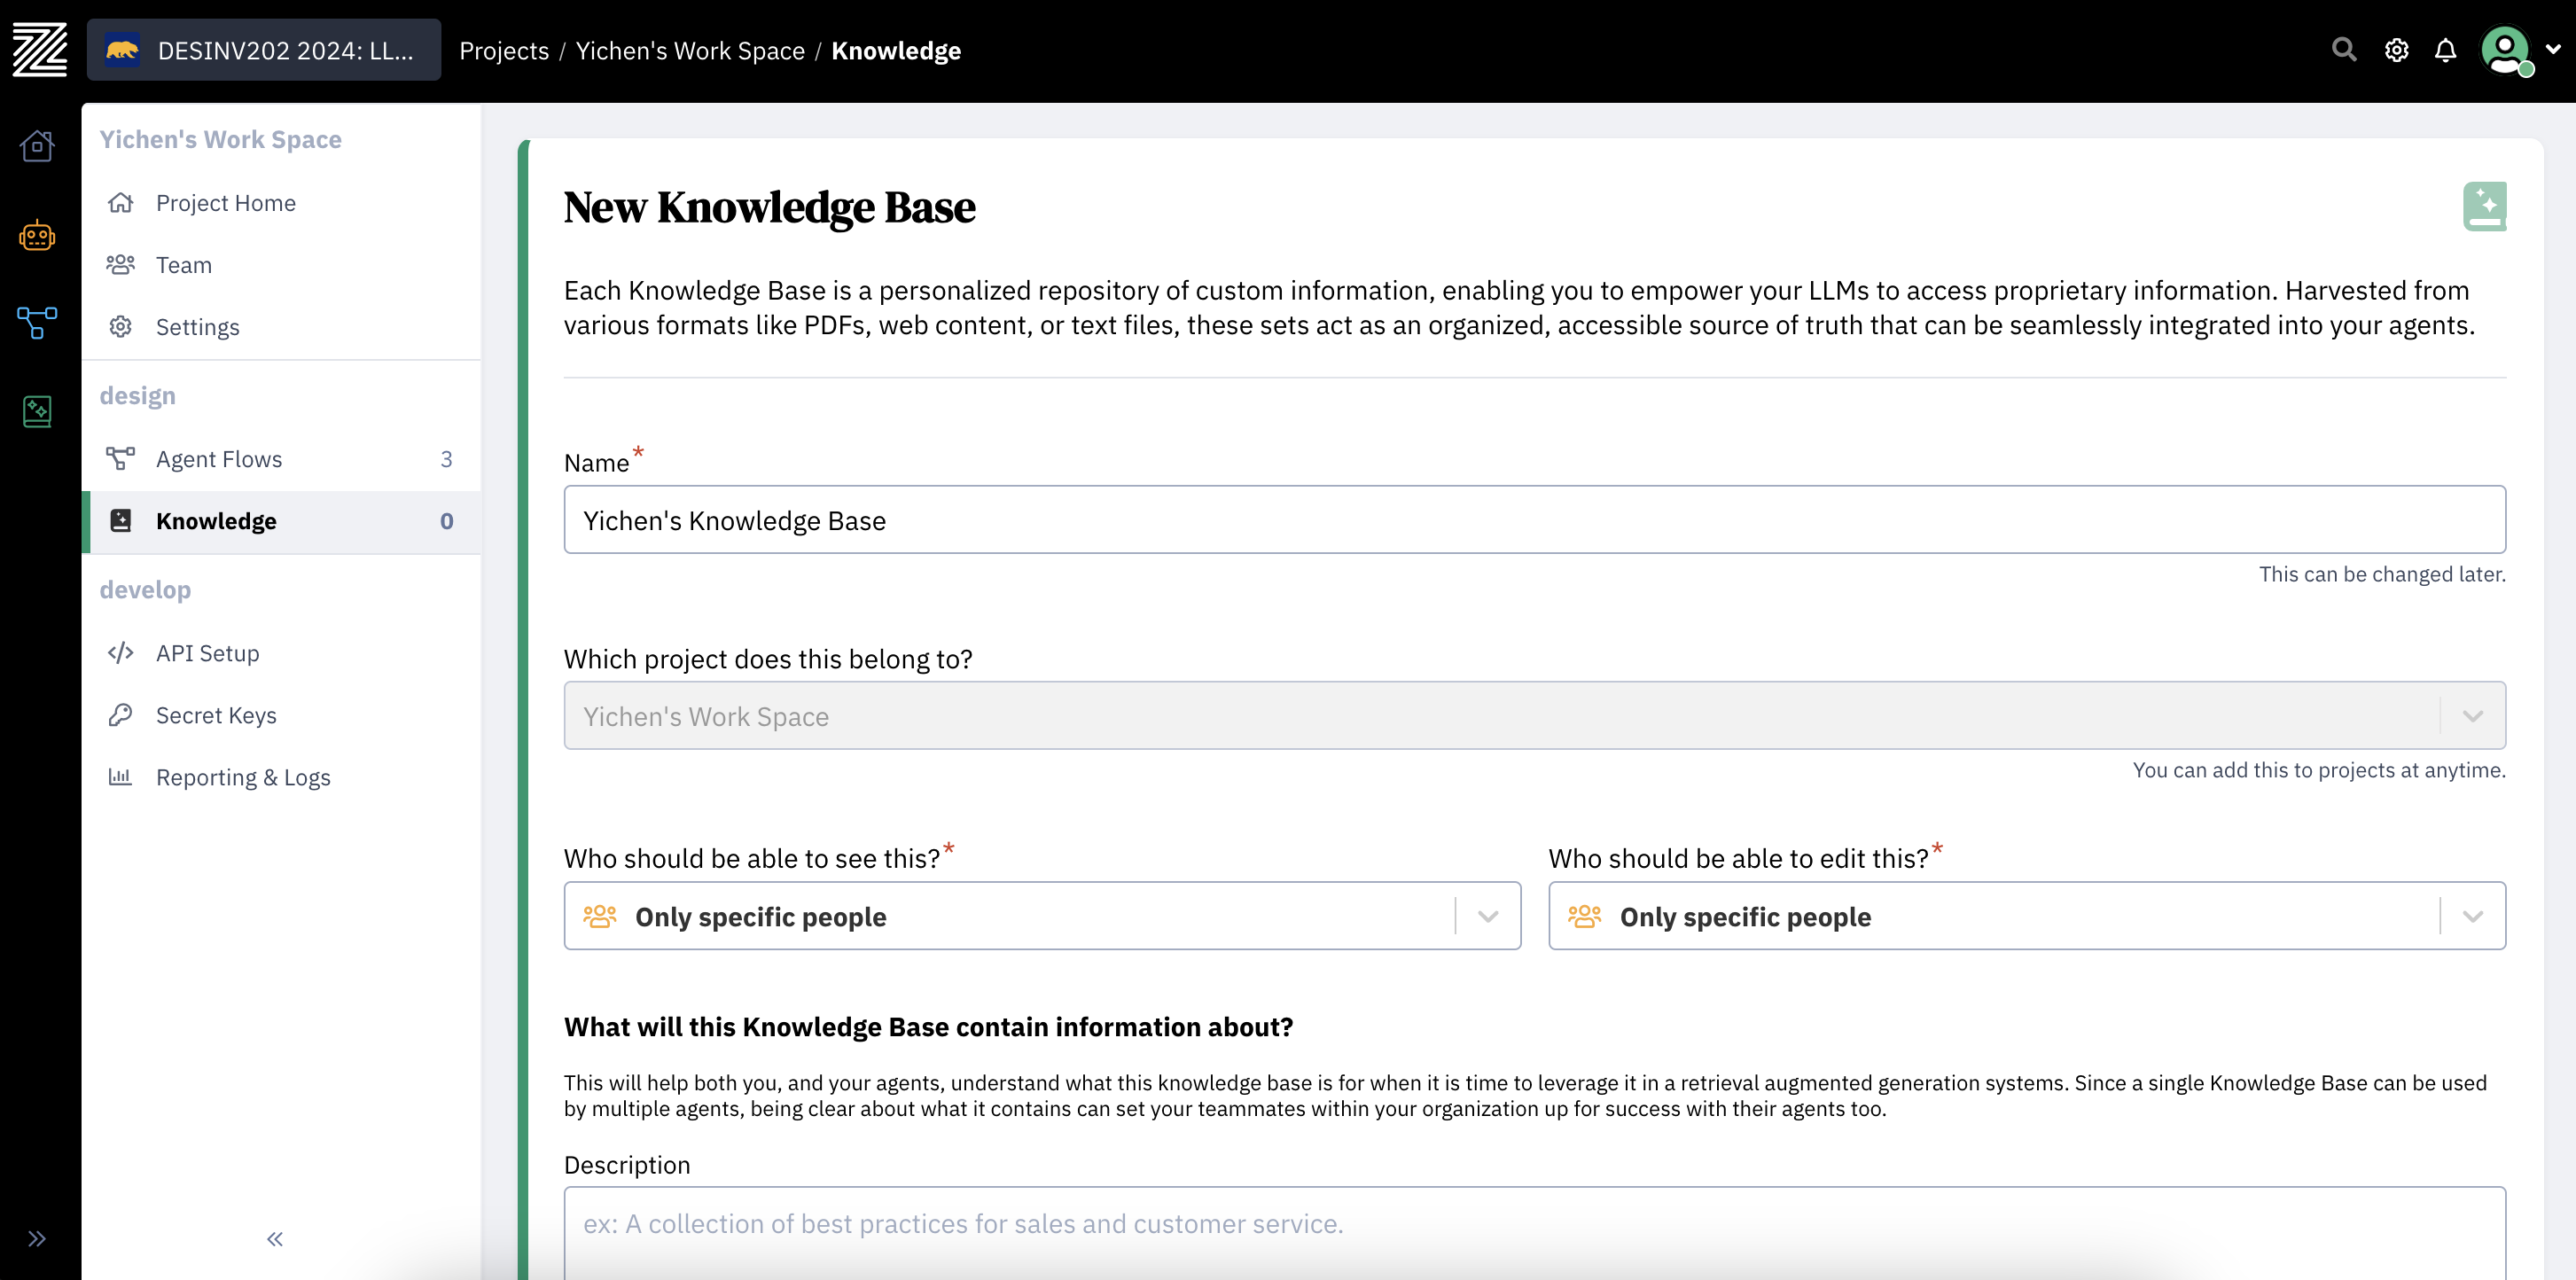 DESINV202 2024: LL...
Projects / Yichen's Work Space / Knowledge
Yichen's Work Space
Project Home
Team
Settings
design
Agent Flows 3
Knowledge 0
develop
API Setup
Secret Keys
Reporting & Logs
New Knowledge Base
Each Knowledge Base is a personalized repository of custom information, enabling you to empower your LLMs to access proprietary information. Harvested from
various formats like PDFs, web content, or text files, these sets act as an organized, accessible source of truth that can be seamlessly integrated into your agents.
Name*
Yichen's Knowledge Base
This can be changed later.
Which project does this belong to?
Yichen's Work Space
You can add this to projects at anytime.
Who should be able to see this?*
Only specific people
Who should be able to edit this?*
Only specific people
What will this Knowledge Base contain information about?
This will help both you, and your agents, understand what this knowledge base is for when it is time to leverage it in a retrieval augmented generation systems. Since a single Knowledge Base can be used
by multiple agents, being clear about what it contains can set your teammates within your organization up for success with their agents too.
Description
ex: A collection of best practices for sales and customer service.